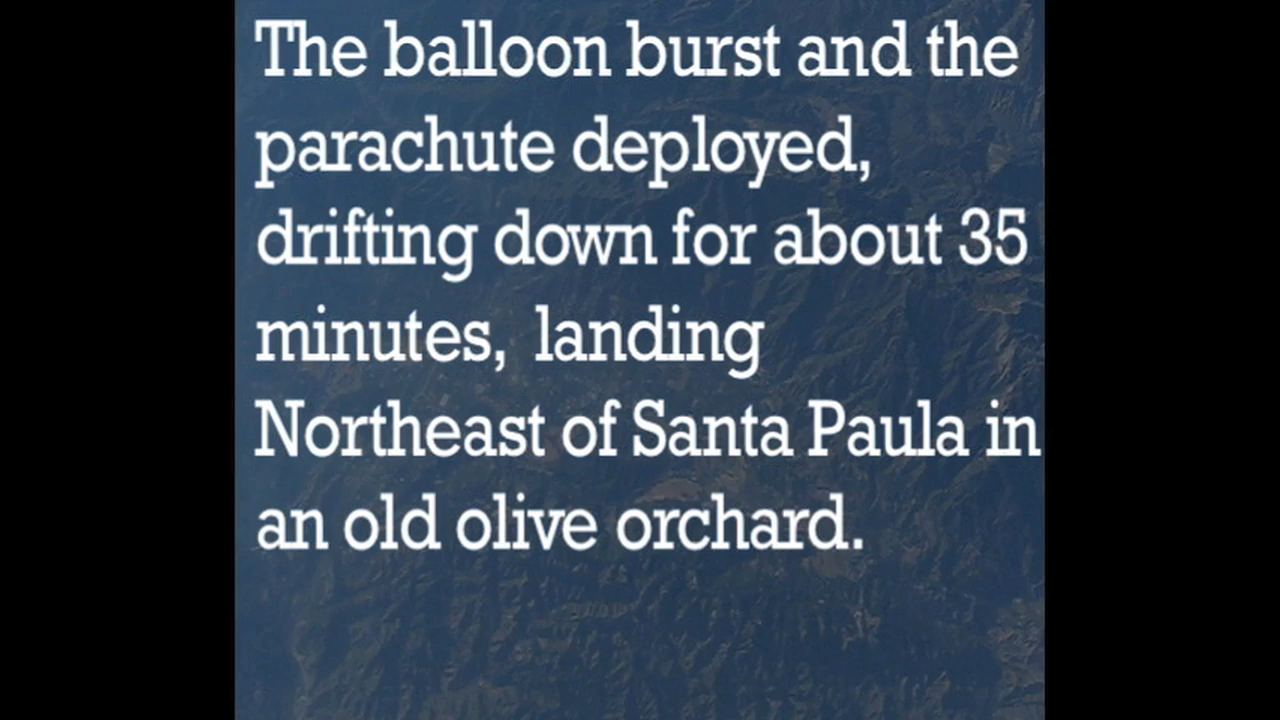 The balloon burst and the
parachute deployed,
drifting down for about 35
minutes,  landing
Northeast of Santa Paula in
an old olive orchard.